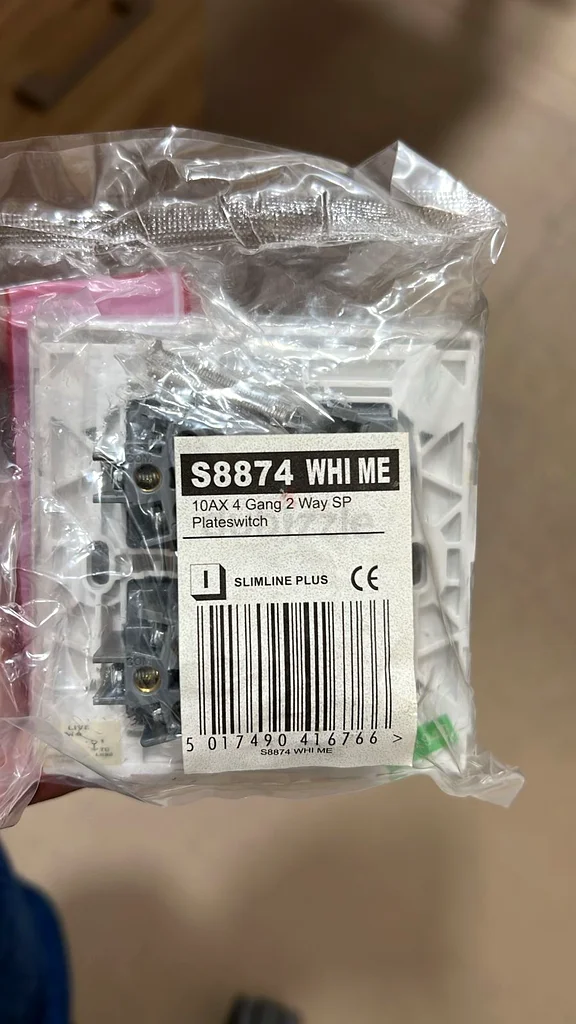 S8874 WHI ME
10AX 4 Gang 2 Way SP
Plateswitch
I SLIMLINE PLUS CE
5 017490 416766 >
S8874 WHI ME
LIVE